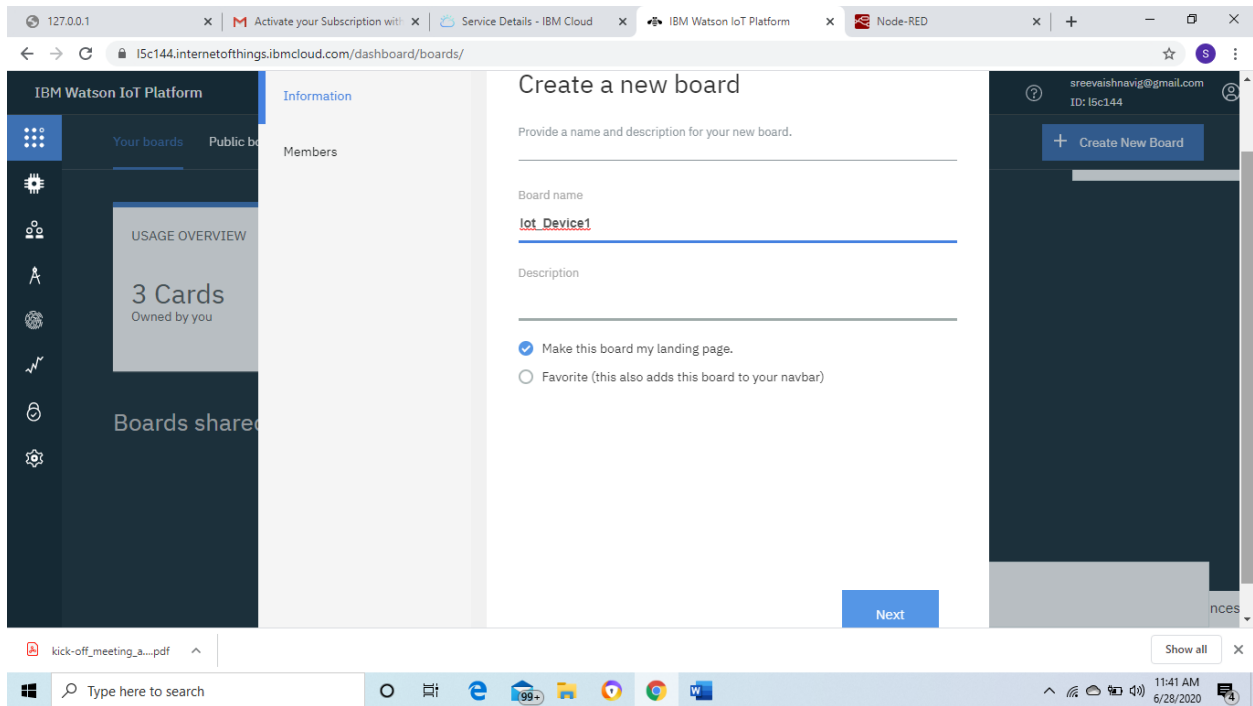 127.0.0.1
Activate your Subscription with
Service Details - IBM Cloud
IBM Watson IoT Platform
Node-RED
l5c144.internetofthings.ibmcloud.com/dashboard/boards/
S
IBM Watson IoT Platform
sreevaishnavig@gmail.com
ID: l5c144
Your boards
Public bo
Create New Board
USAGE OVERVIEW
3 Cards
Owned by you
Boards shared
Information
Members
Create a new board
Provide a name and description for your new board.
Board name
Iot_Device1
Description
Make this board my landing page.
Favorite (this also adds this board to your navbar)
Next
nces
kick-off_meeting_a....pdf
Show all
Type here to search
99+
11:41 AM
6/28/2020
4